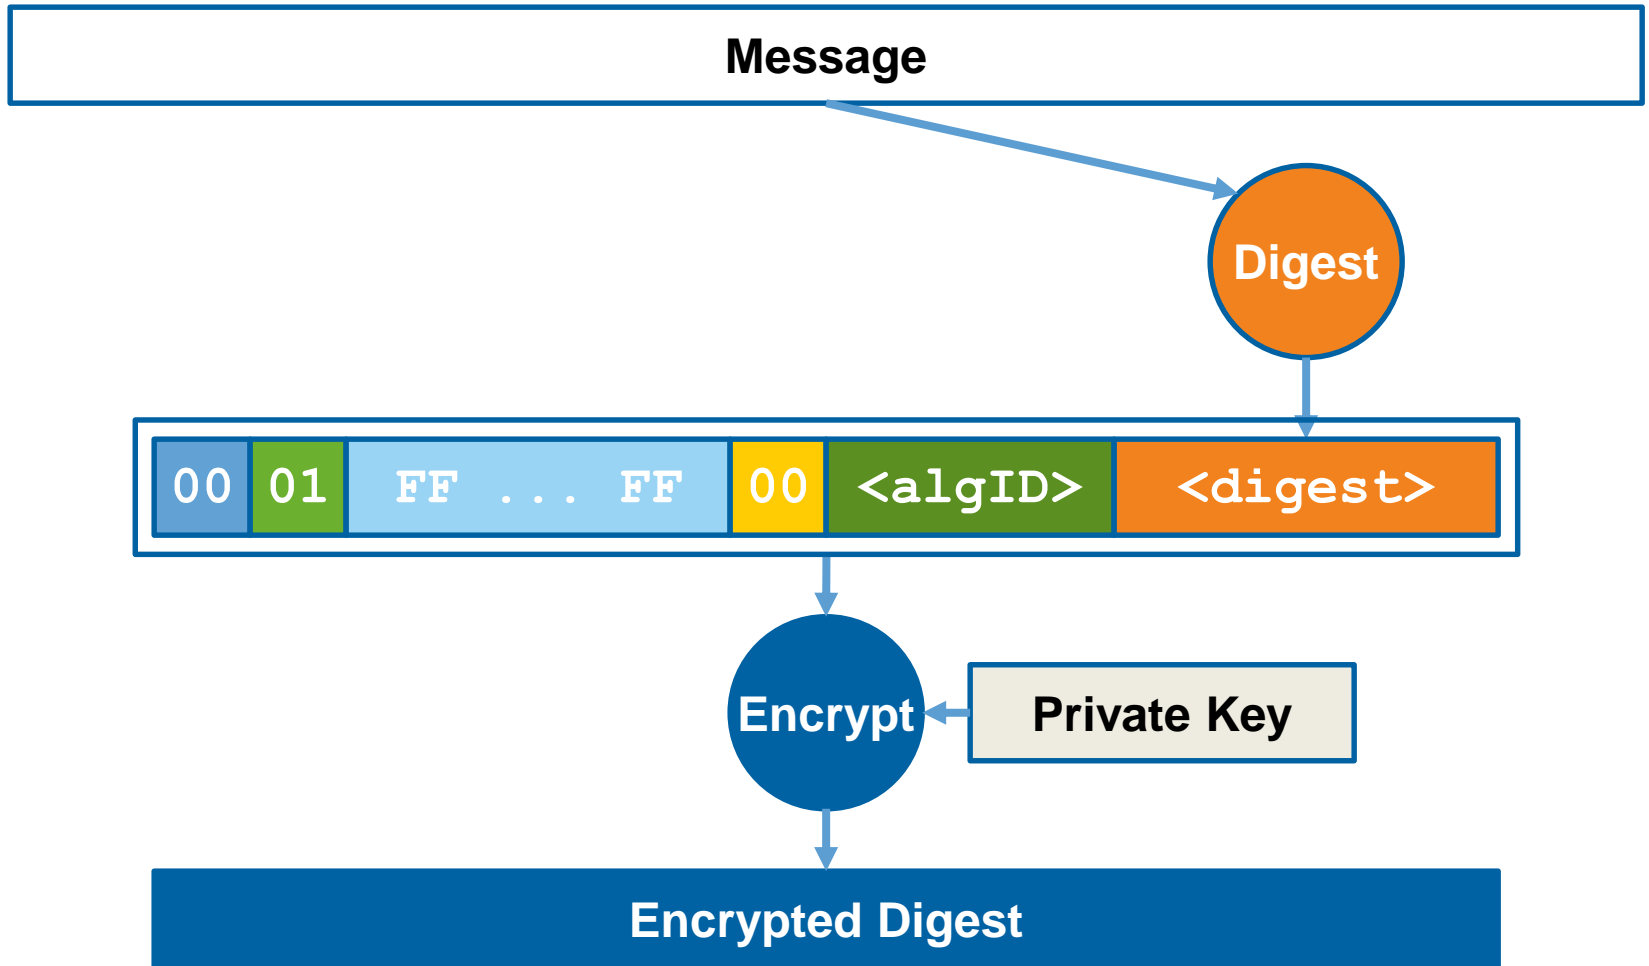 Message
Digest
00 01 FF ... FF 00 <algID> <digest>
Encrypt
Private Key
Encrypted Digest